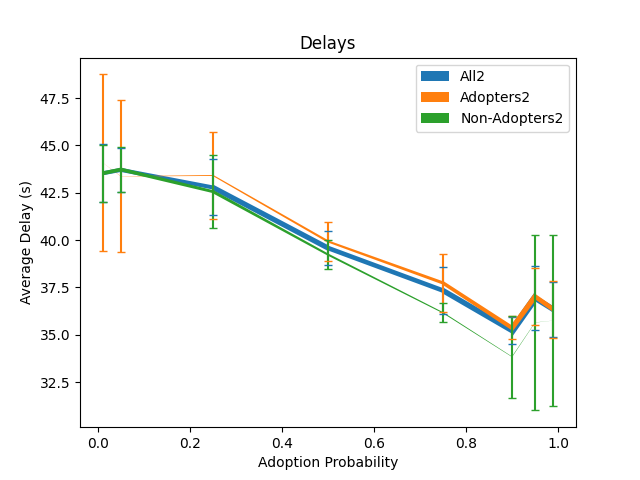 Delays
All2
Adopters2
Non-Adopters2
47.5
45.0
42.5
40.0
37.5
35.0
32.5
Average Delay (s)
0.0 0.2 0.4 0.6 0.8 1.0
Adoption Probability